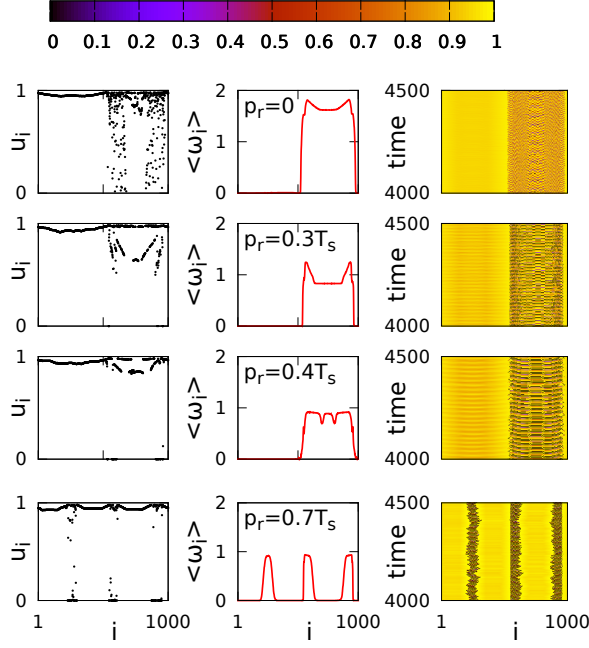 0 0.1 0.2 0.3 0.4 0.5 0.6 0.7 0.8 0.9 1
1 u_i 0
2 1 0 <ω_i> p_r=0
4500 time 4000
1 u_i 0
2 1 0 <ω_i> p_r=0.3T_s
4500 time 4000
1 u_i 0
2 1 0 <ω_i> p_r=0.4T_s
4500 time 4000
1 u_i 0
2 1 0 <ω_i> p_r=0.7T_s
4500 time 4000
1 i 1000
1 i 1000
1 i 1000